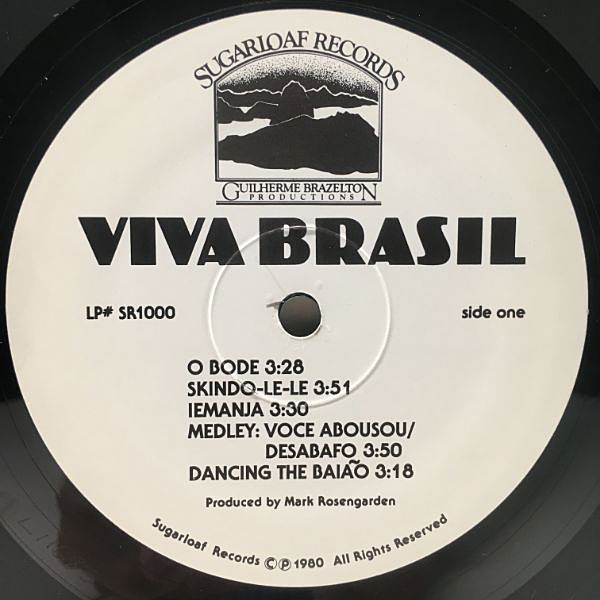 SUGARLOAF RECORDS
GUILHERME BRAZELTON
PRODUCTIONS
VIVA BRASIL
LP# SR1000
side one
O BODE 3:28
SKINDO-LE-LE 3:51
IEMANJA 3:30
MEDLEY: VOCE ABOUSOU/
DESABAFO 3:50
DANCING THE BAIÃO 3:18
Produced by Mark Rosengarden
Sugarloaf Records ©℗1980 All Rights Reserved